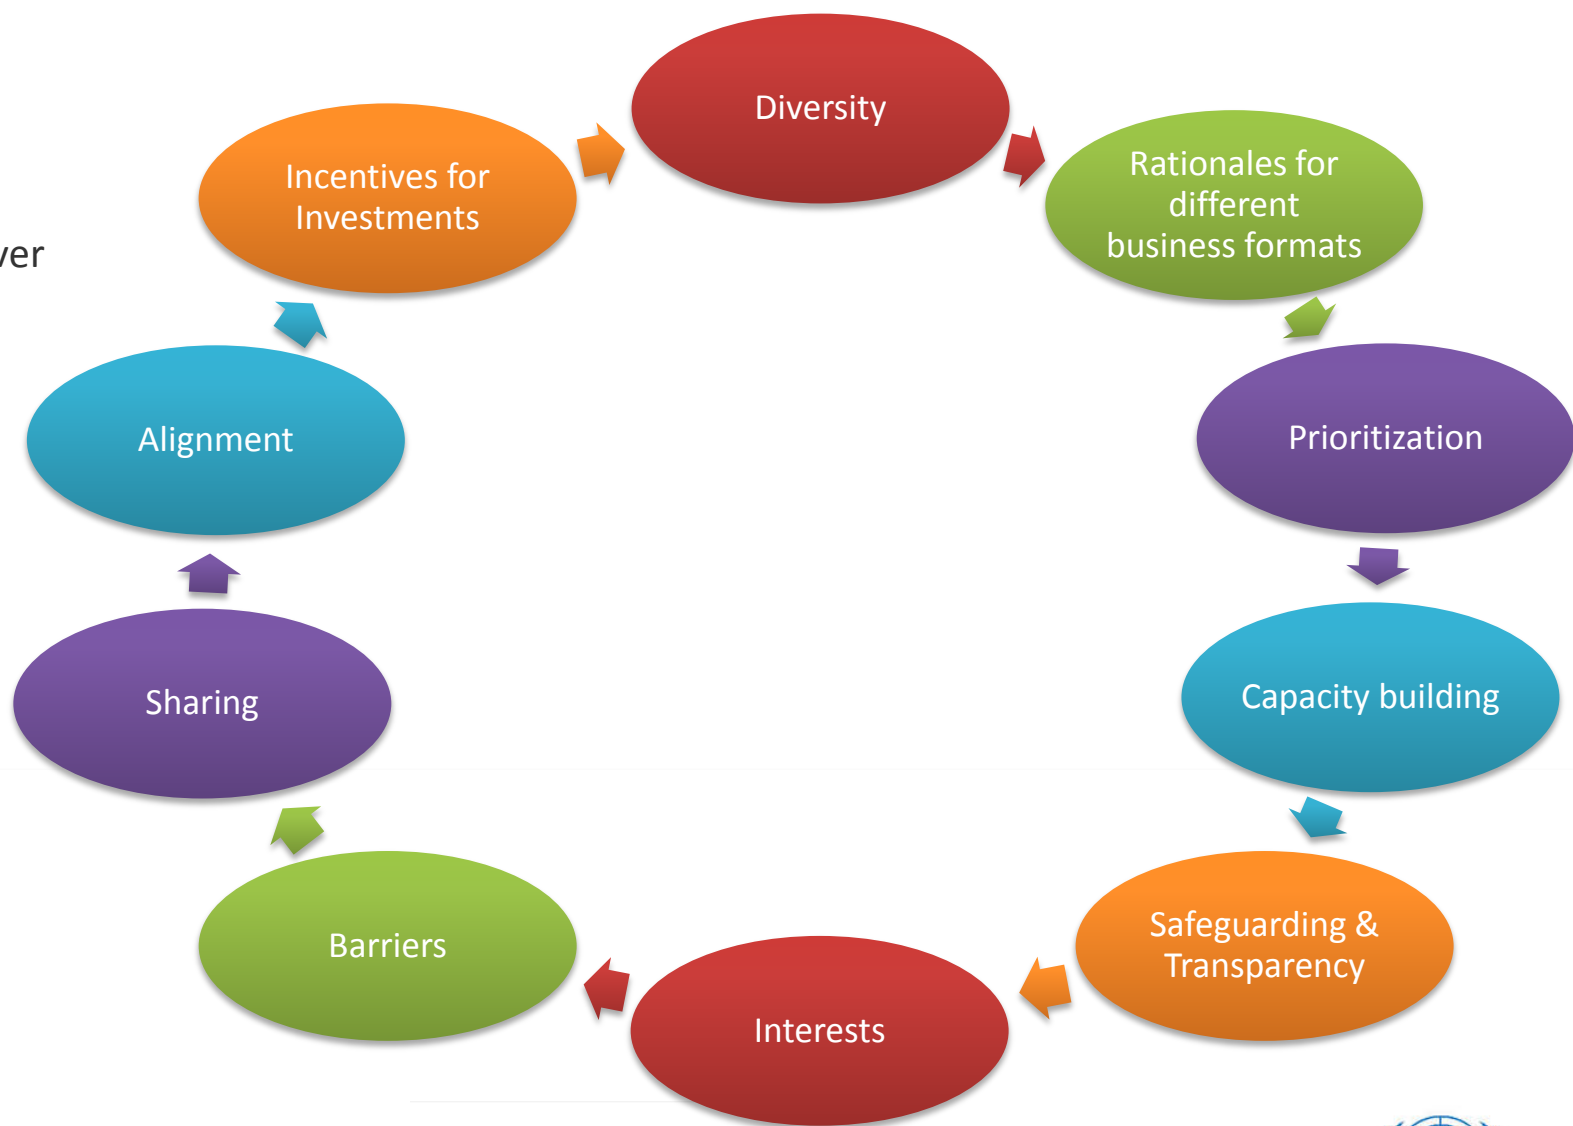 Diversity
Rationales for
different
business formats
Prioritization
Capacity building
Safeguarding &
Transparency
Interests
Barriers
Sharing
Alignment
Incentives for
Investments